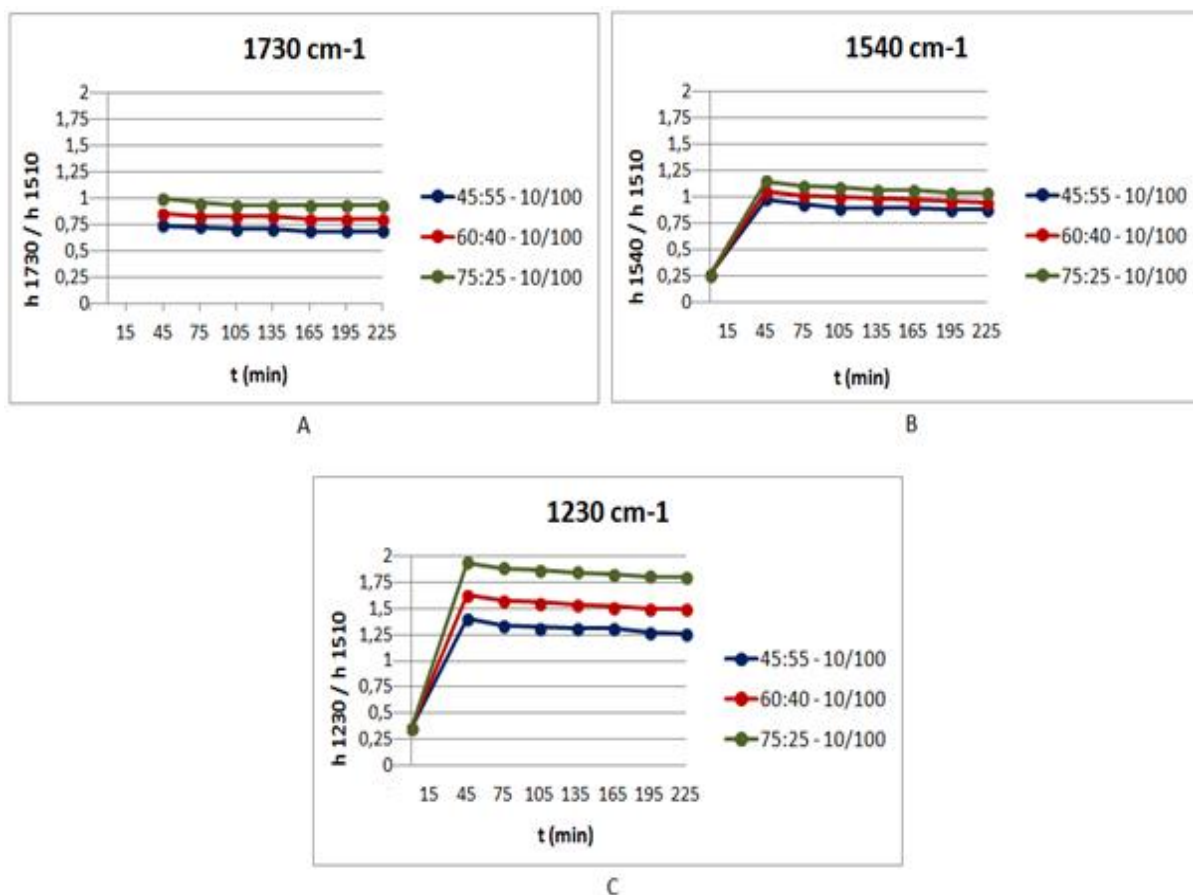 1730 cm-1
h 1730 / h 1510
2
1,75
1,5
1,25
1
0,75
0,5
0,25
0
15 45 75 105 135 165 195 225
t (min)
45:55 - 10/100
60:40 - 10/100
75:25 - 10/100
A
1540 cm-1
h 1540 / h 1510
2
1,75
1,5
1,25
1
0,75
0,5
0,25
0
15 45 75 105 135 165 195 225
t (min)
45:55 - 10/100
60:40 - 10/100
75:25 - 10/100
B
1230 cm-1
h 1230 / h 1510
2
1,75
1,5
1,25
1
0,75
0,5
0,25
0
15 45 75 105 135 165 195 225
t (min)
45:55 - 10/100
60:40 - 10/100
75:25 - 10/100
C